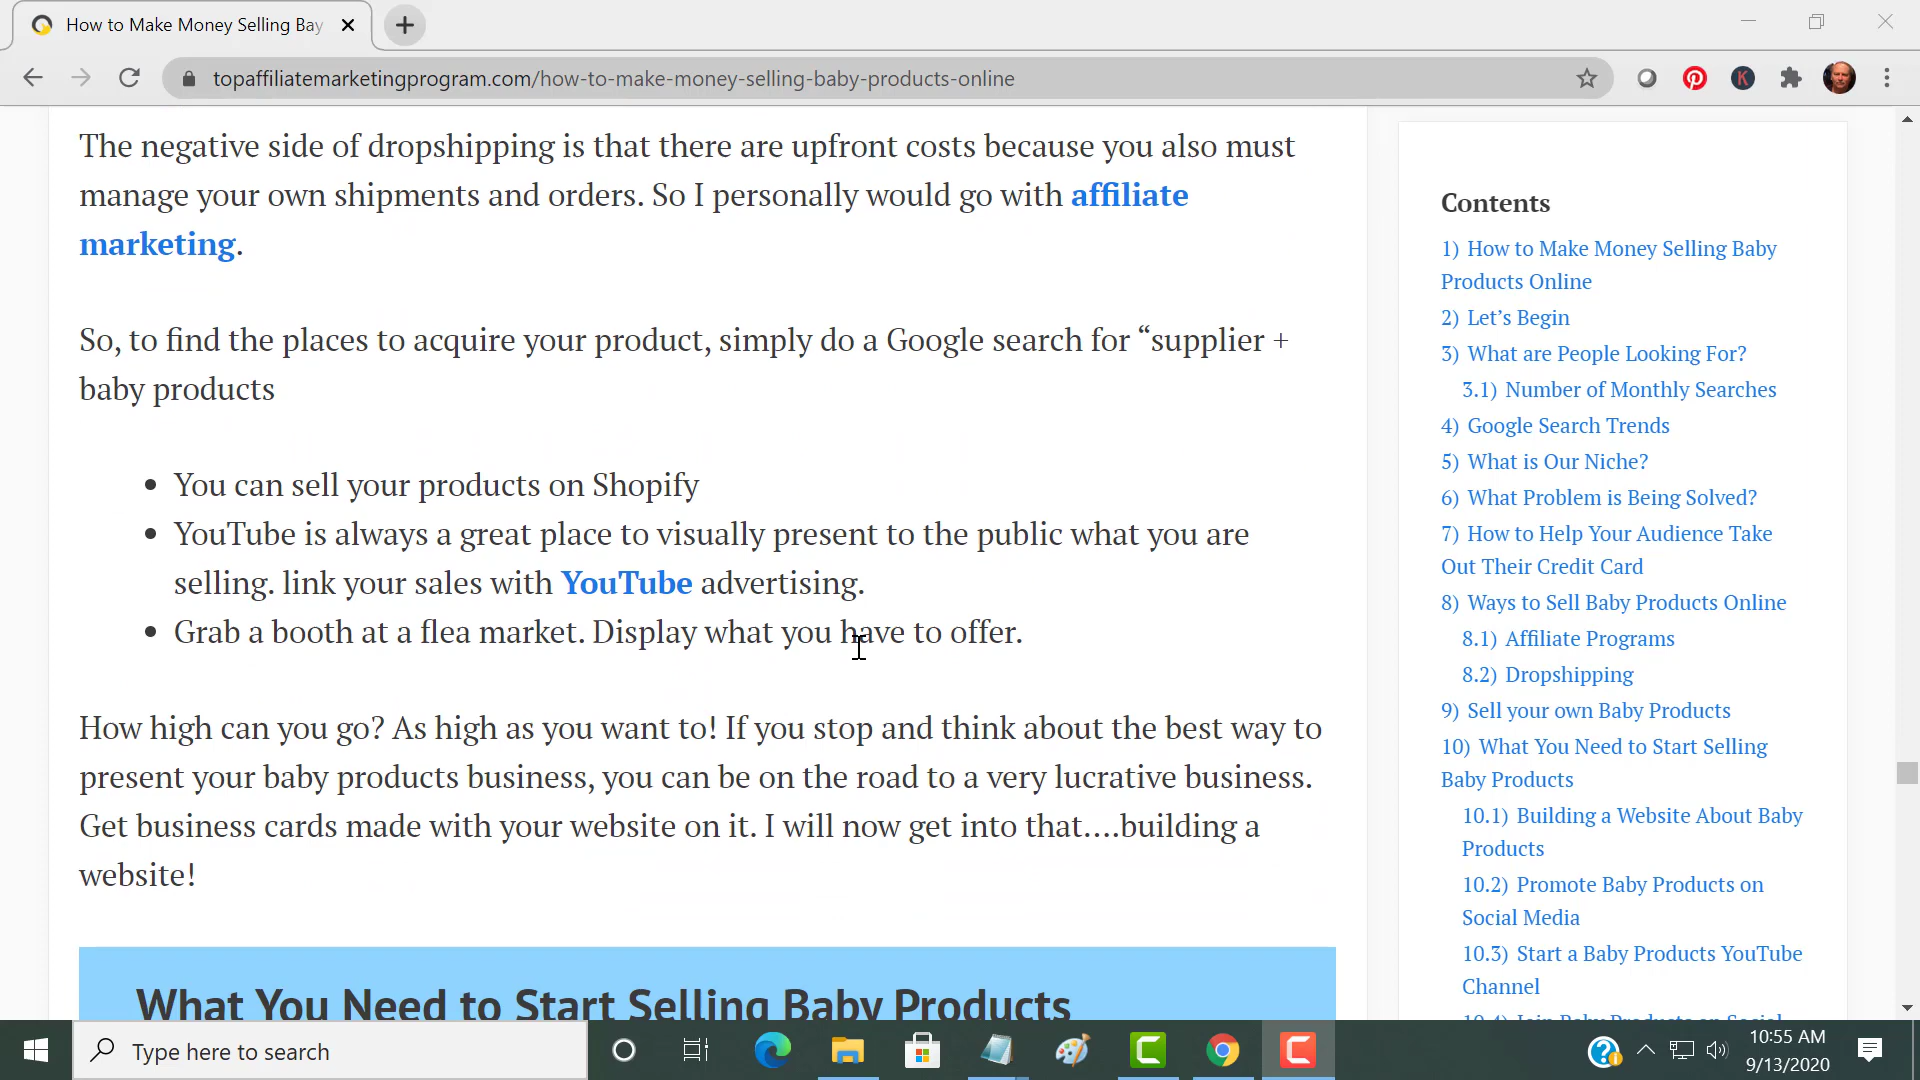 How to Make Money Selling Bay
topaffiliatemarketingprogram.com/how-to-make-money-selling-baby-products-online
K
The negative side of dropshipping is that there are upfront costs because you also must
manage your own shipments and orders. So I personally would go with affiliate
marketing.
So, to find the places to acquire your product, simply do a Google search for “supplier +
baby products
• You can sell your products on Shopify
• YouTube is always a great place to visually present to the public what you are
selling. link your sales with YouTube advertising.
• Grab a booth at a flea market. Display what you have to offer.
How high can you go? As high as you want to! If you stop and think about the best way to
present your baby products business, you can be on the road to a very lucrative business.
Get business cards made with your website on it. I will now get into that….building a
website!
What You Need to Start Selling Baby Products
Contents
1) How to Make Money Selling Baby
Products Online
2) Let’s Begin
3) What are People Looking For?
3.1) Number of Monthly Searches
4) Google Search Trends
5) What is Our Niche?
6) What Problem is Being Solved?
7) How to Help Your Audience Take
Out Their Credit Card
8) Ways to Sell Baby Products Online
8.1) Affiliate Programs
8.2) Dropshipping
9) Sell your own Baby Products
10) What You Need to Start Selling
Baby Products
10.1) Building a Website About Baby
Products
10.2) Promote Baby Products on
Social Media
10.3) Start a Baby Products YouTube
Channel
10.4) Join Baby Products on Social
Type here to search
10:55 AM
9/13/2020